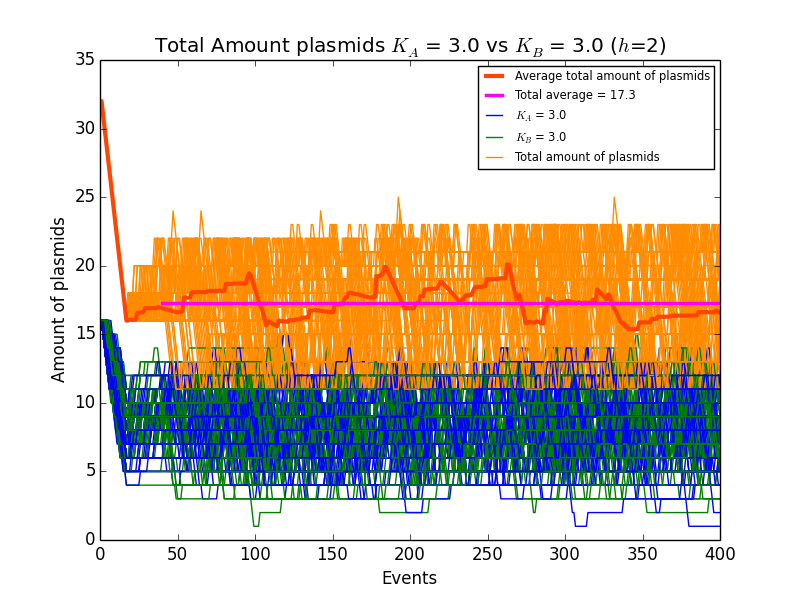 Total Amount plasmids K_A = 3.0 vs K_B = 3.0 (h=2)
Average total amount of plasmids
Total average = 17.3
K_A = 3.0
K_B = 3.0
Total amount of plasmids
35
30
25
20
15
10
5
0
Amount of plasmids
0 50 100 150 200 250 300 350 400
Events